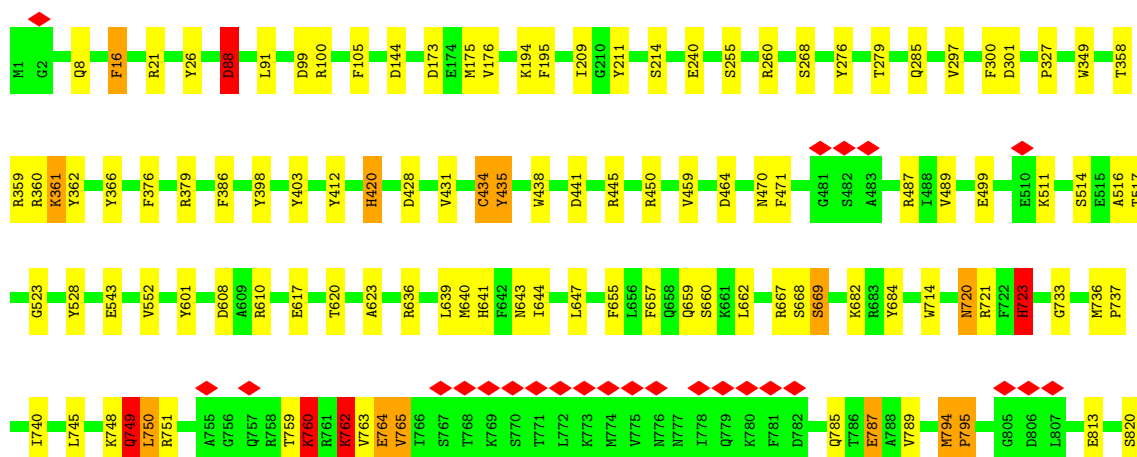 M1 G2 Q8 F16 R21 Y26 D88 L91 D99 R100 F105 D144 D173 E174 M175 V176 K194 F195 I209 G210 Y211 S214 E240 S255 R260 S268 Y276 T279 Q285 V297 F300 D301 P327 W349 T358
R359 R360 K361 Y362 Y366 F376 R379 F386 Y398 Y403 Y412 H420 D428 V431 C434 Y435 W438 D441 R445 R450 V459 D464 N470 F471 G481 S482 A483 R487 I488 V489 E499 E510 K511 S514 E515 A516 T517
G523 Y528 E543 V552 Y601 D608 A609 R610 E617 T620 A623 R636 L639 M640 H641 F642 N643 I644 L647 F655 L656 F657 Q658 Q659 S660 K661 L662 R667 S668 S669 K682 R683 Y684 W714 N720 R721 F722 H723 G733 M736 P737
I740 L745 K748 Q749 L750 R751 A755 G756 Q757 R758 T759 K760 R761 K762 V763 E764 V765 I766 S767 T768 K769 S770 T771 L772 K773 M774 V775 N776 N777 I778 Q779 K780 F781 D782 Q785 T786 E787 A788 V789 M794 P795 G805 D806 L807 E813 S820